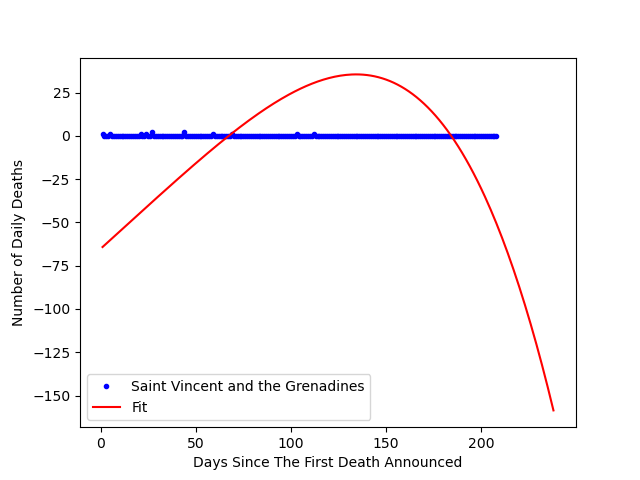 25
0
−25
−50
−75
−100
−125
−150
Number of Daily Deaths
Saint Vincent and the Grenadines
Fit
0 50 100 150 200
Days Since The First Death Announced